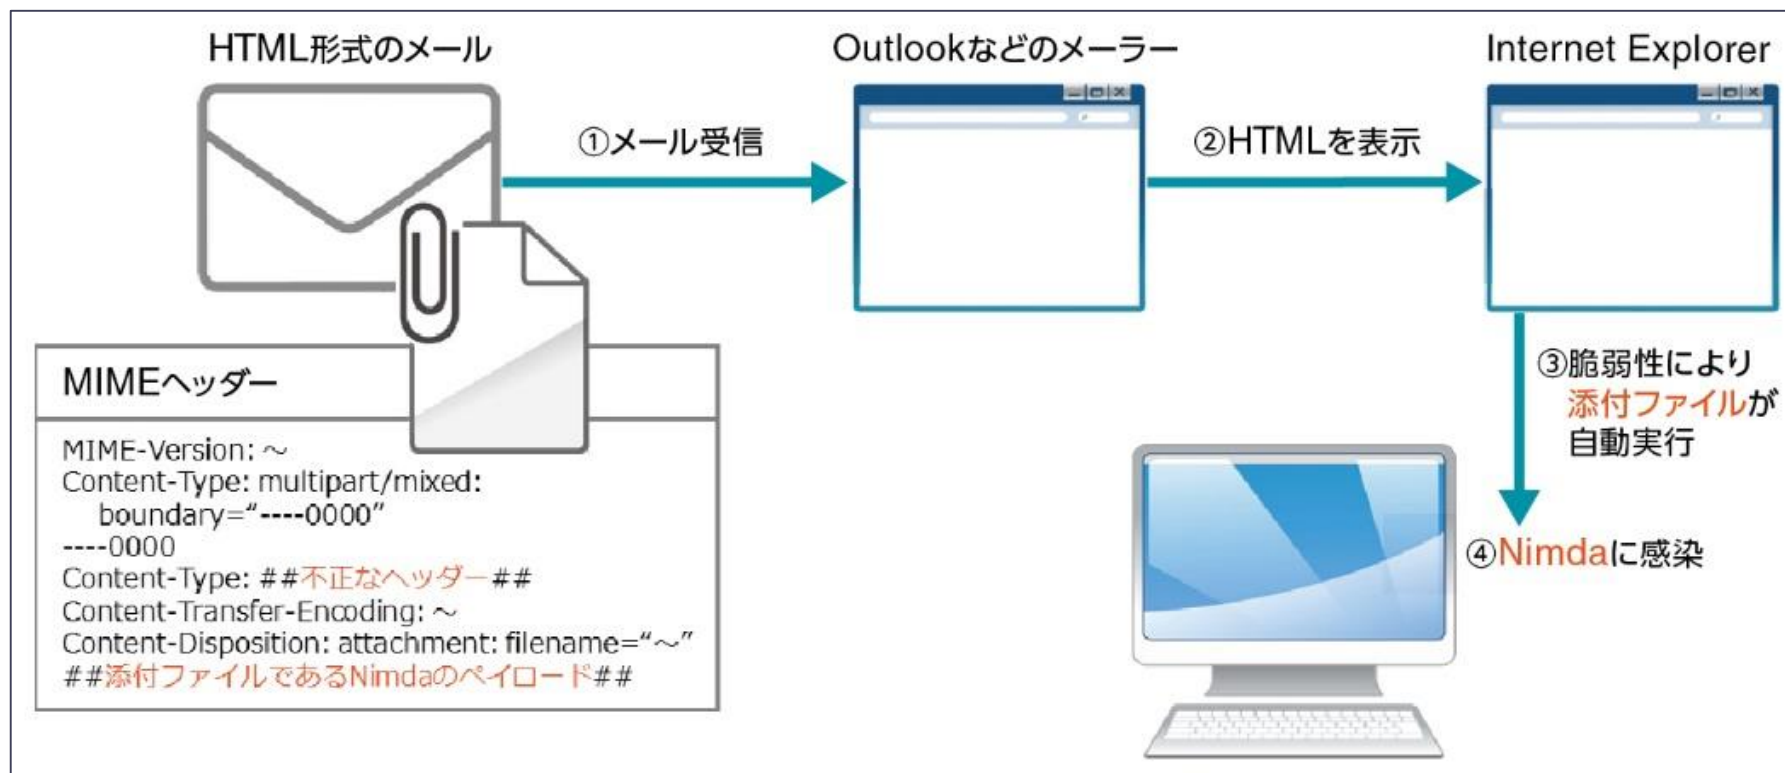 HTML形式のメール
Outlookなどのメーラー
Internet Explorer
①メール受信
②HTMLを表示
MIMEヘッダー
MIME-Version: ～
Content-Type: multipart/mixed:
boundary=“----0000”
----0000
Content-Type: ##不正なヘッダー##
Content-Transfer-Encoding: ～
Content-Disposition: attachment: filename=“～”
##添付ファイルであるNimdaのペイロード##
③脆弱性により
添付ファイルが
自動実行
④Nimdaに感染